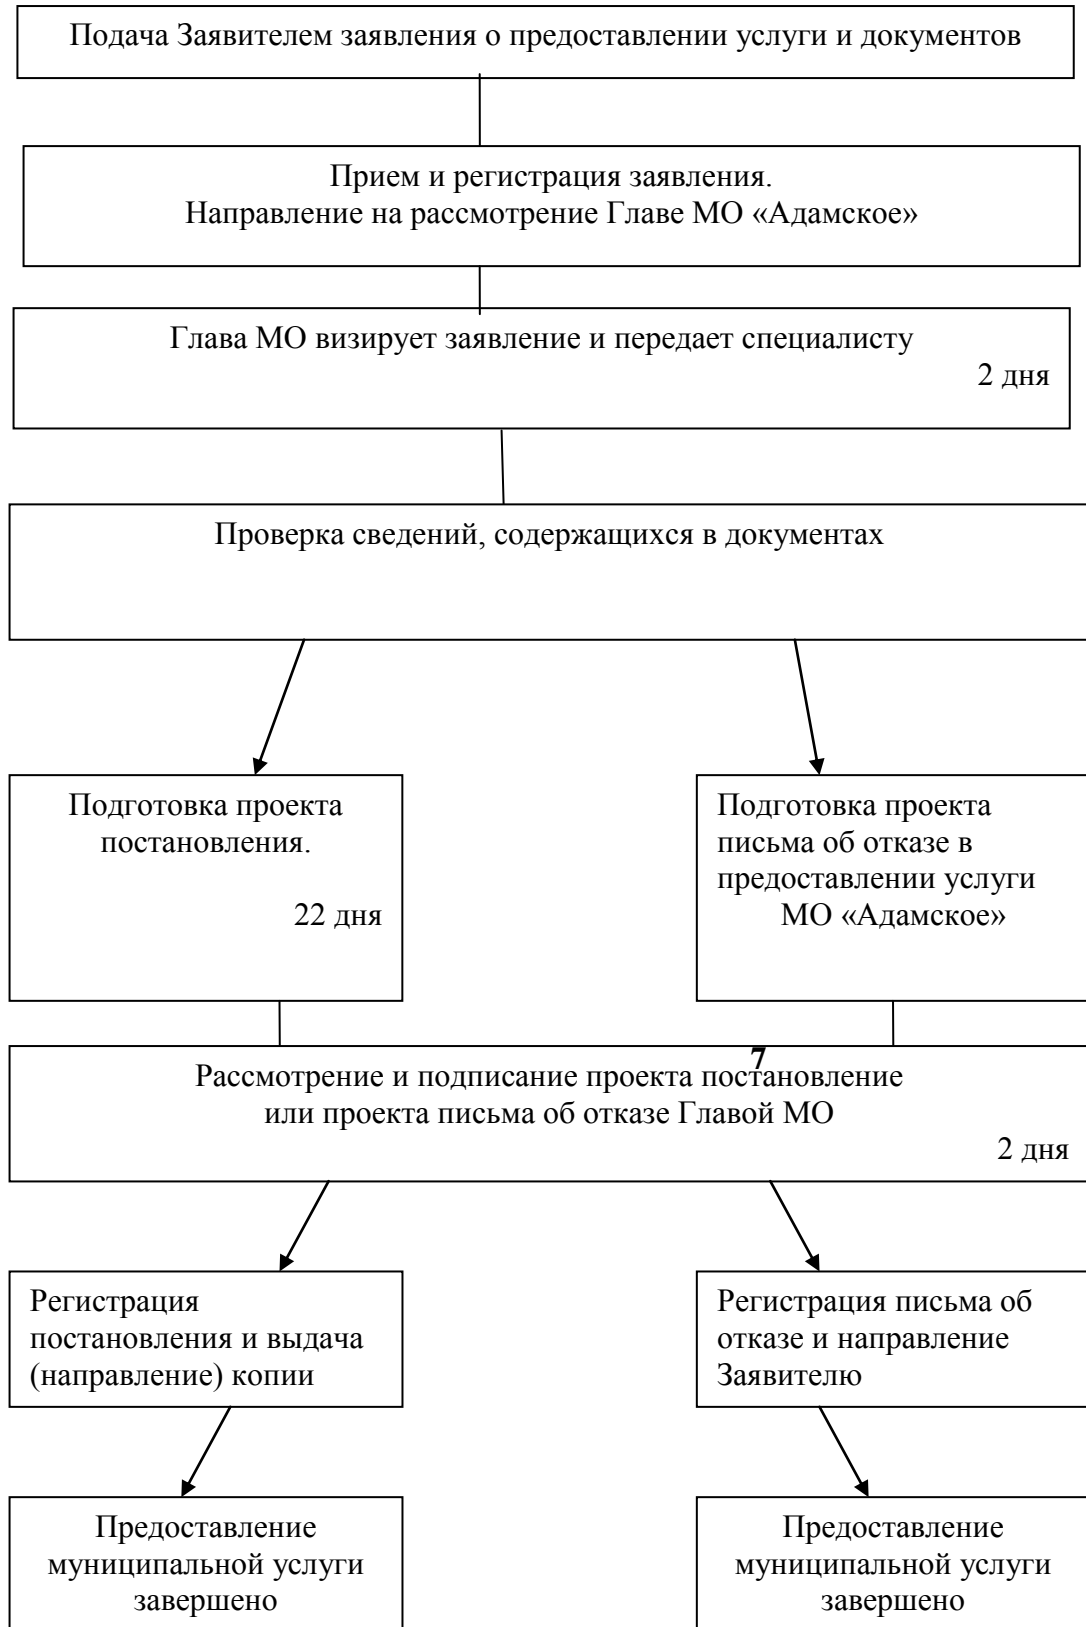 Подача Заявителем заявления о предоставлении услуги и документов
Прием и регистрация заявления.
Направление на рассмотрение Главе МО «Адамское»
Глава МО визирует заявление и передает специалисту
2 дня
Проверка сведений, содержащихся в документах
Подготовка проекта
постановления.
22 дня
Подготовка проекта
письма об отказе в
предоставлении услуги
МО «Адамское»
7
Рассмотрение и подписание проекта постановление
или проекта письма об отказе Главой МО
2 дня
Регистрация
постановления и выдача
(направление) копии
Регистрация письма об
отказе и направление
Заявителю
Предоставление
муниципальной услуги
завершено
Предоставление
муниципальной услуги
завершено